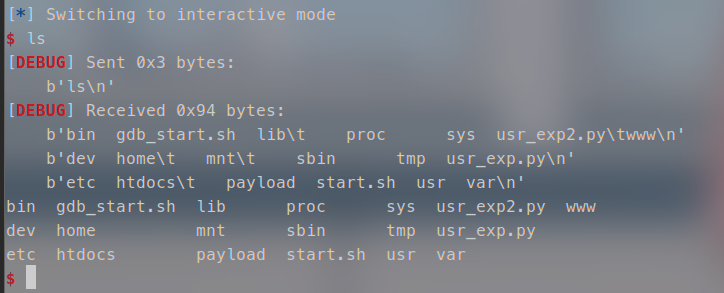 [*] Switching to interactive mode
$ ls
[DEBUG] Sent 0x3 bytes:
    b'ls\n'
[DEBUG] Received 0x94 bytes:
    b'bin  gdb_start.sh  lib\t    proc      sys  usr_exp2.py\twww\n'
    b'dev  home\t   mnt\t    sbin      tmp  usr_exp.py\n'
    b'etc  htdocs\t   payload  start.sh  usr  var\n'
bin  gdb_start.sh  lib      proc      sys  usr_exp2.py  www
dev  home          mnt      sbin      tmp  usr_exp.py
etc  htdocs        payload  start.sh  usr  var
$